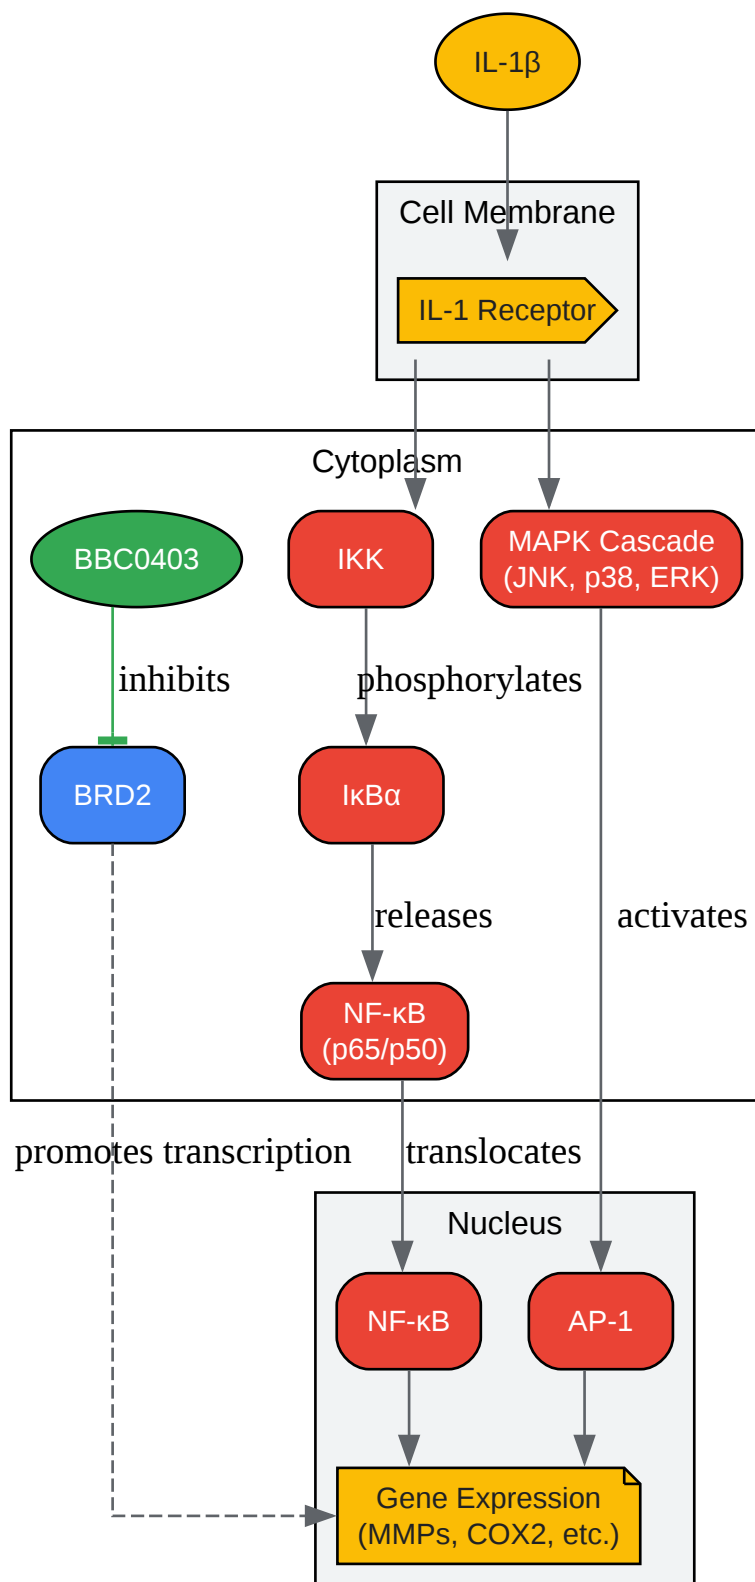 IL-1β
Cell Membrane
IL-1 Receptor
Cytoplasm
BBC0403
IKK
MAPK Cascade
(JNK, p38, ERK)
inhibits
phosphorylates
BRD2
IκBα
releases
activates
NF-κB
(p65/p50)
promotes transcription
translocates
Nucleus
NF-κB
AP-1
Gene Expression
(MMPs, COX2, etc.)